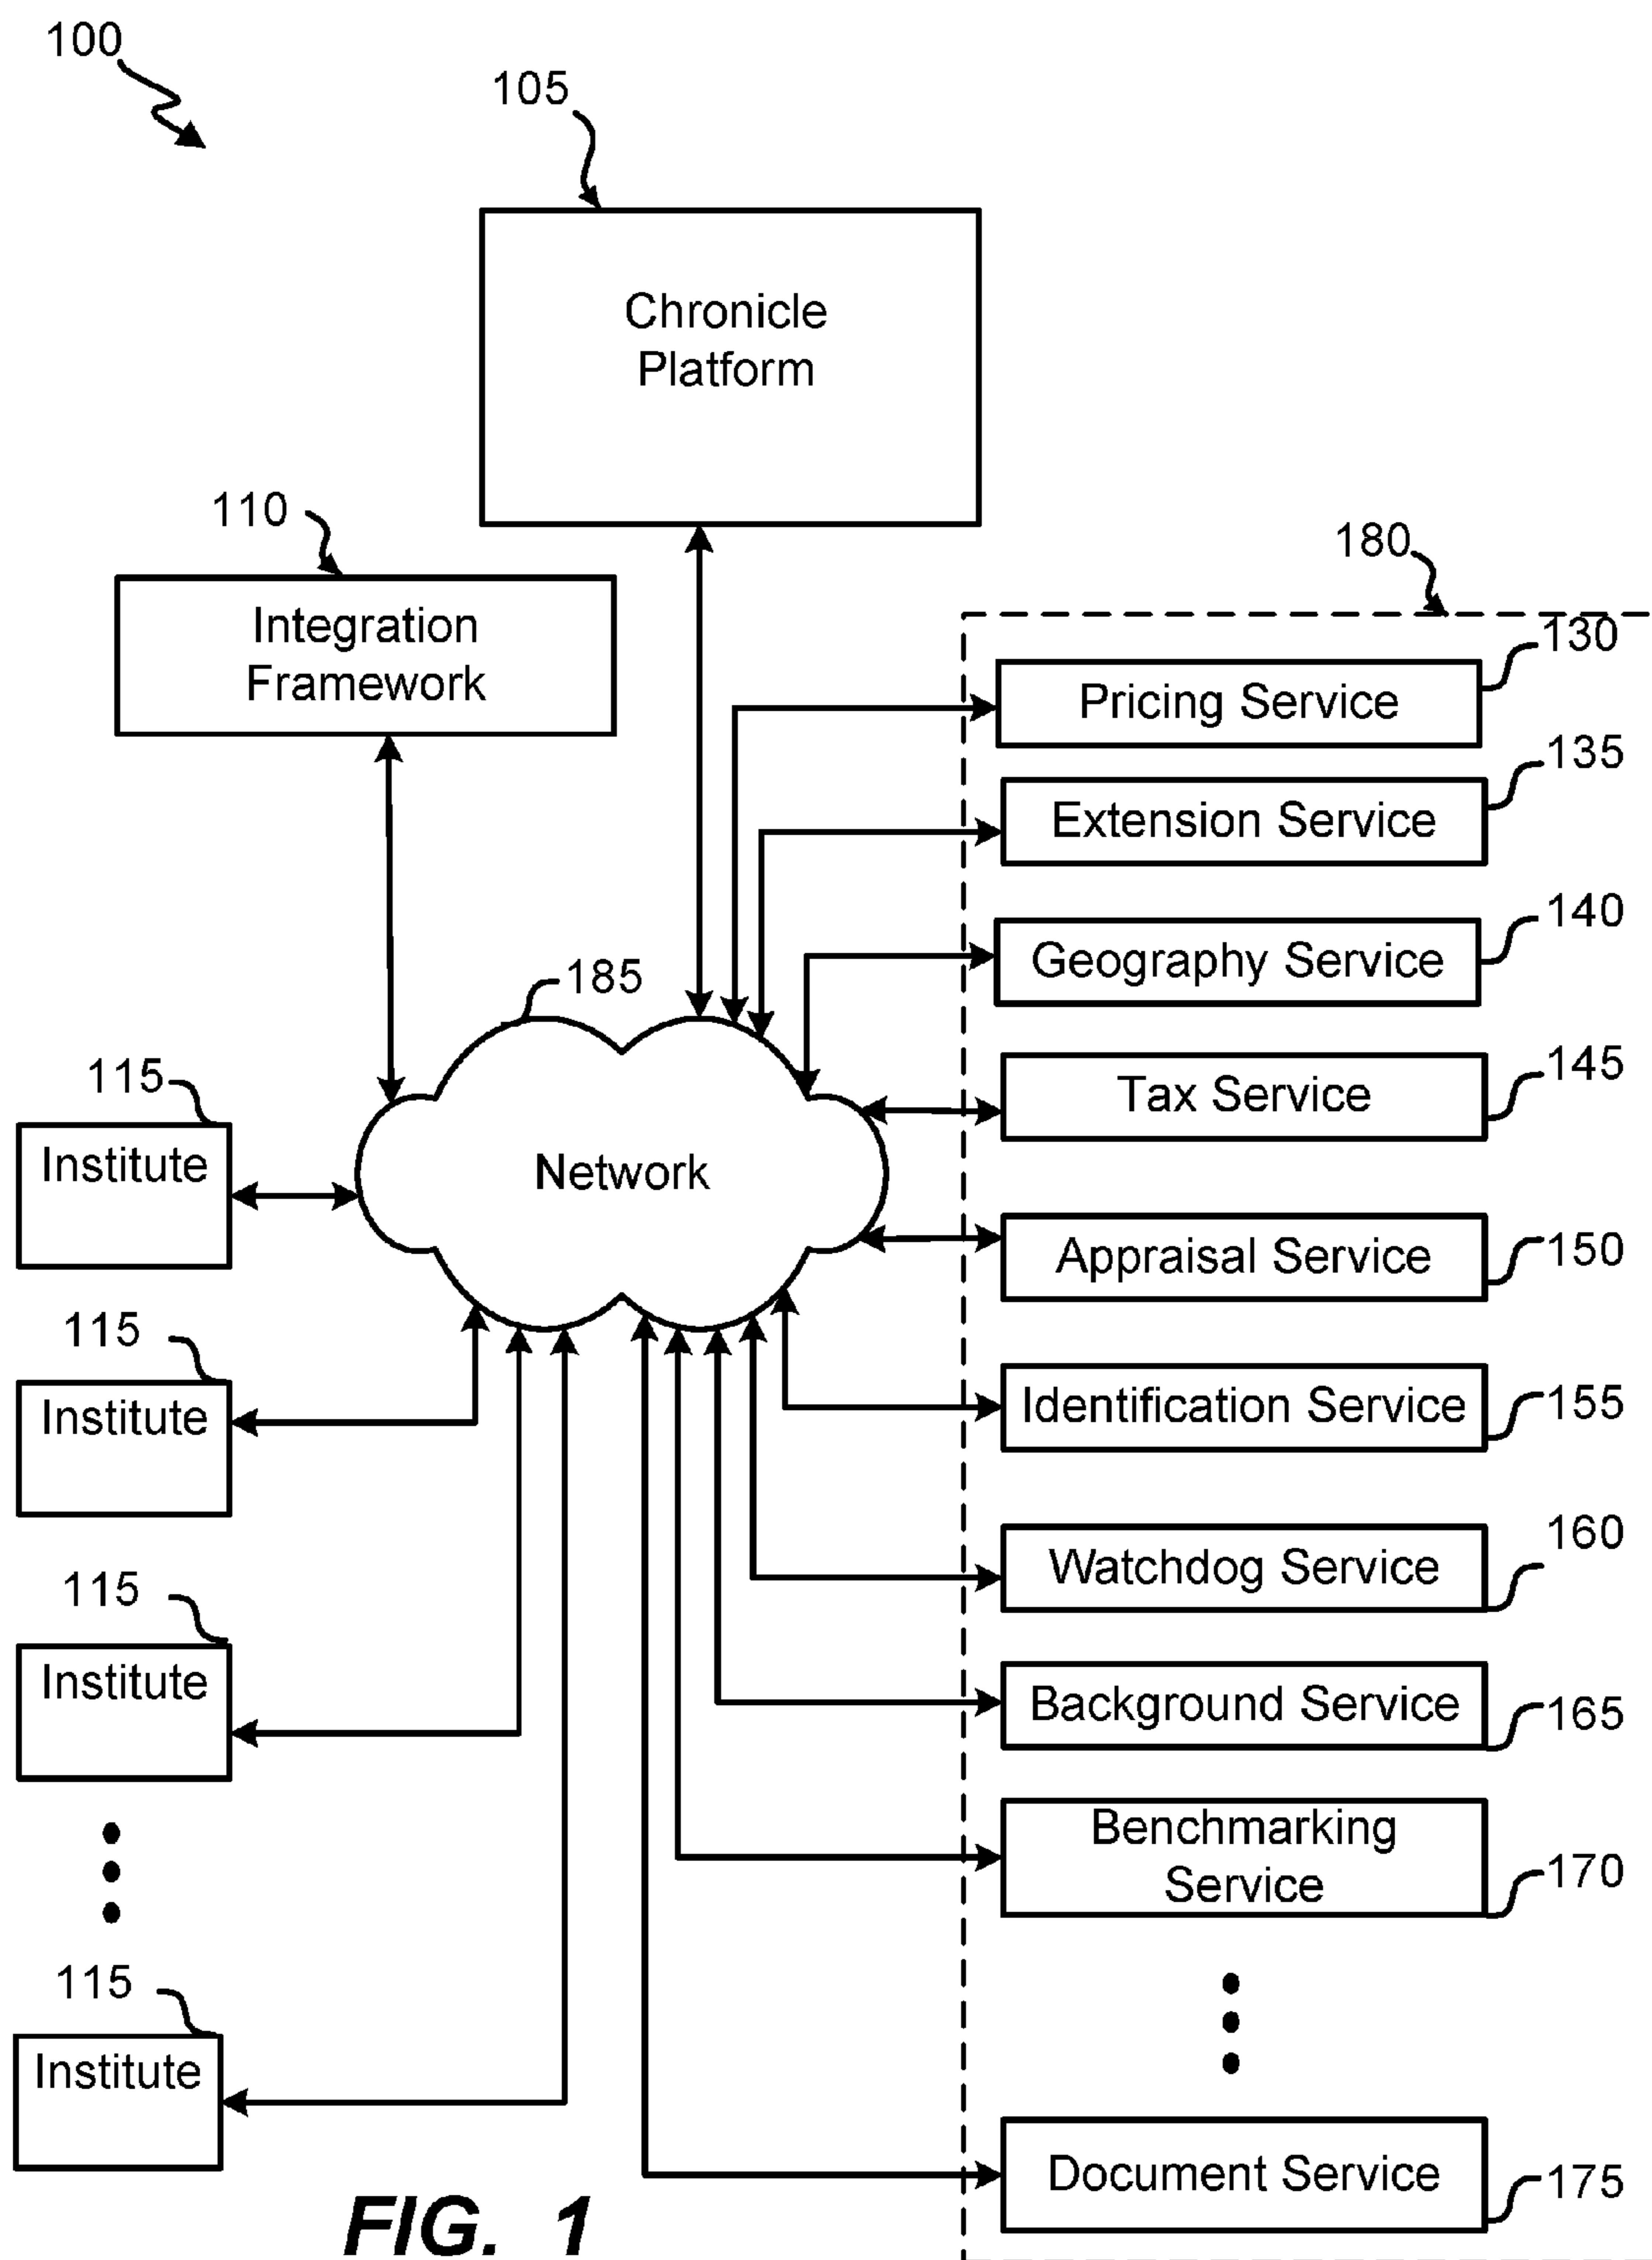 100
105
Chronicle
Platform
110
Integration
Framework
180
130
Pricing Service
135
Extension Service
140
Geography Service
185
145
Tax Service
Network
115
Institute
150
Appraisal Service
115
Institute
155
Identification Service
160
Watchdog Service
115
Institute
165
Background Service
Benchmarking
Service
170
115
Institute
Document Service
175
FIG. 1